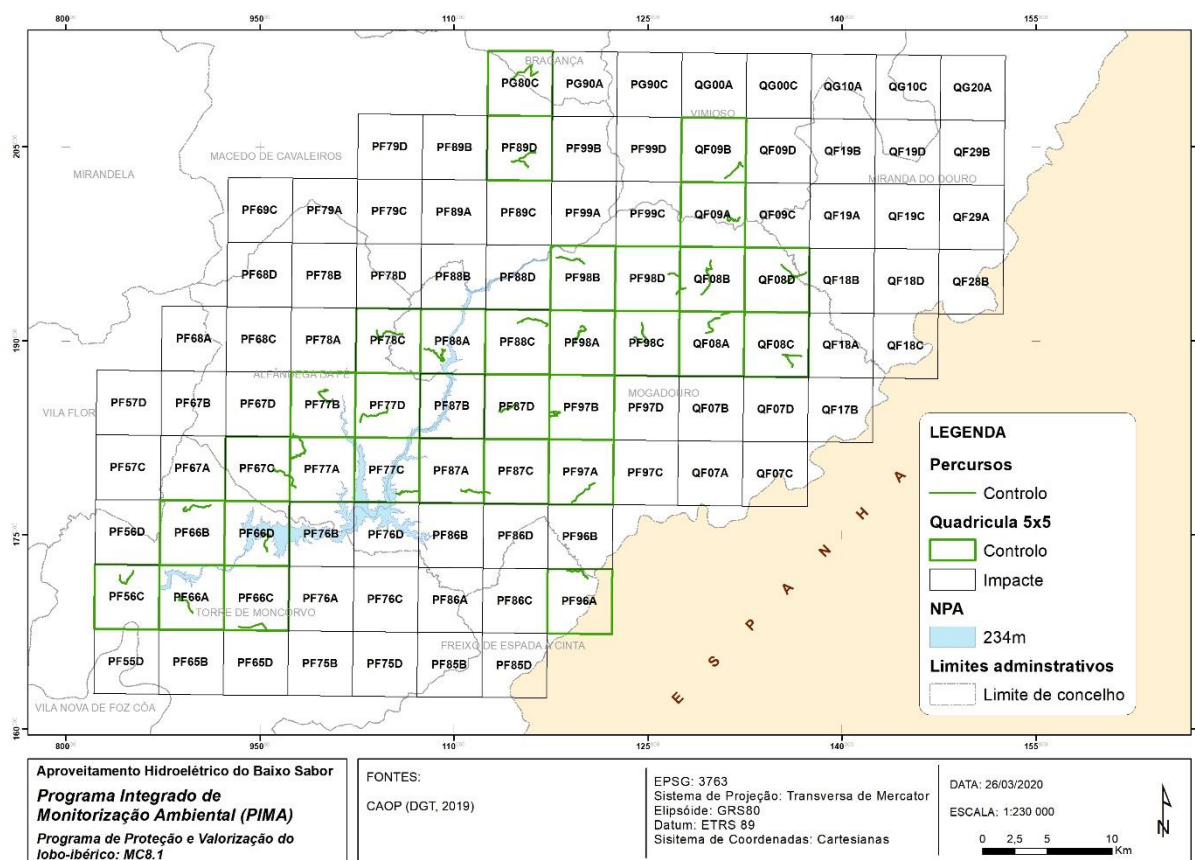 800 950 110 125 140 155
205
190
175
160
BRAGANÇA
PG80C PG90A PG90C QG00A QG00C QG10A QG10C QG20A
VIMIOSO
MACEDO DE CAVALEIROS
MIRANDELA
PF79D PF89B PF89D PF99B PF99D QF09B QF09D QF19B QF19D QF29B
MIRANDA DO DOURO
PF69C PF79A PF79C PF89A PF89C PF99A PF99C QF09A QF09C QF19A QF19C QF29A
PF68D PF78B PF78D PF88B PF88D PF98B PF98D QF08B QF08D QF18B QF18D QF28B
PF68A PF68C PF78A PF78C PF88A PF88C PF98A PF98C QF08A QF08C QF18A QF18C
ALFÂNDEGA DA FÉ
MOGADOURO
VILA FLOR
PF57D PF67B PF67D PF77B PF77D PF87B PF87D PF97B PF97D QF07B QF07D QF17B
PF57C PF67A PF67C PF77A PF77C PF87A PF87C PF97A PF97C QF07A QF07C
PF56D PF66B PF66D PF76B PF76D PF86B PF86D PF96B
PF56C PF66A PF66C PF76A PF76C PF86A PF86C PF96A
TORRE DE MONCORVO
FREIXO DE ESPADA À CINTA
PF55D PF65B PF65D PF75B PF75D PF85B PF85D
VILA NOVA DE FOZ CÔA
E S P A N H A
800 950 110 125 140 155
205
190
175
160
LEGENDA
Percursos
Controlo
Quadricula 5x5
Controlo
Impacte
NPA
234m
Limites adminstrativos
Limite de concelho
Aproveitamento Hidroelétrico do Baixo Sabor
Programa Integrado de
Monitorização Ambiental (PIMA)
Programa de Proteção e Valorização do
lobo-ibérico: MC8.1
FONTES:
CAOP (DGT, 2019)
EPSG: 3763
Sistema de Projeção: Transversa de Mercator
Elipsóide: GRS80
Datum: ETRS 89
Sisitema de Coordenadas: Cartesianas
DATA: 26/03/2020
ESCALA: 1:230 000
0 2,5 5 10
Km
N